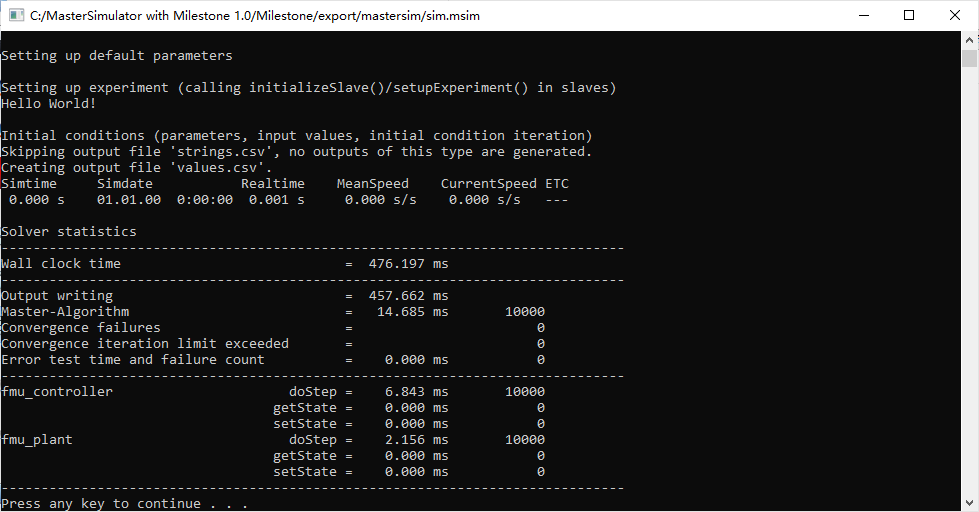 C:/MasterSimulator with Milestone 1.0/Milestone/export/mastersim/sim.msim
Setting up default parameters
Setting up experiment (calling initializeSlave()/setupExperiment() in slaves)
Hello World!
Initial conditions (parameters, input values, initial condition iteration)
Skipping output file 'strings.csv', no outputs of this type are generated.
Creating output file 'values.csv'.
Simtime     Simdate           Realtime    MeanSpeed    CurrentSpeed ETC
 0.000 s    01.01.00  0:00:00  0.001 s     0.000 s/s    0.000 s/s   ---
Solver statistics
------------------------------------------------------------------------------
Wall clock time                            =  476.197 ms
------------------------------------------------------------------------------
Output writing                             =  457.662 ms
Master-Algorithm                           =   14.685 ms       10000
Convergence failures                       =                       0
Convergence iteration limit exceeded       =                       0
Error test time and failure count          =    0.000 ms           0
------------------------------------------------------------------------------
fmu_controller                      doStep =    6.843 ms       10000
                                  getState =    0.000 ms           0
                                  setState =    0.000 ms           0
fmu_plant                           doStep =    2.156 ms       10000
                                  getState =    0.000 ms           0
                                  setState =    0.000 ms           0
------------------------------------------------------------------------------
Press any key to continue . . .